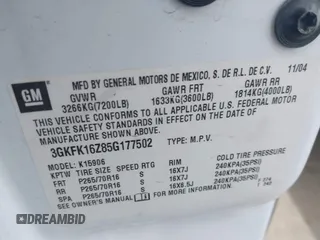 GM
MFD BY GENERAL MOTORS DE MEXICO, S. DE R.L. DE C.V. 11/04
GVWR GAWR FRT GAWR RR
3266KG(7200LB) 1633KG(3600LB) 1814KG(4000LB)
THIS VEHICLE CONFORMS TO ALL APPLICABLE U.S. FEDERAL
MOTOR VEHICLE SAFETY STANDARDS IN EFFECT ON THE DATE OF
MANUFACTURE SHOWN ABOVE.
3GKFK16Z85G177502 TYPE: M.P.V.
MODEL: K15906
TIRE SIZE SPEED RTG RIM COLD TIRE PRESSURE
FRT P265/70R16 S 16X7J 240KPA(35PSI)
RR P265/70R16 S 16X7J 240KPA(35PSI)
SPA P265/70R16 S 16X6.5J 240KPA(35PSI)
SEE OWNER'S MANUAL FOR MORE INFORMATION.